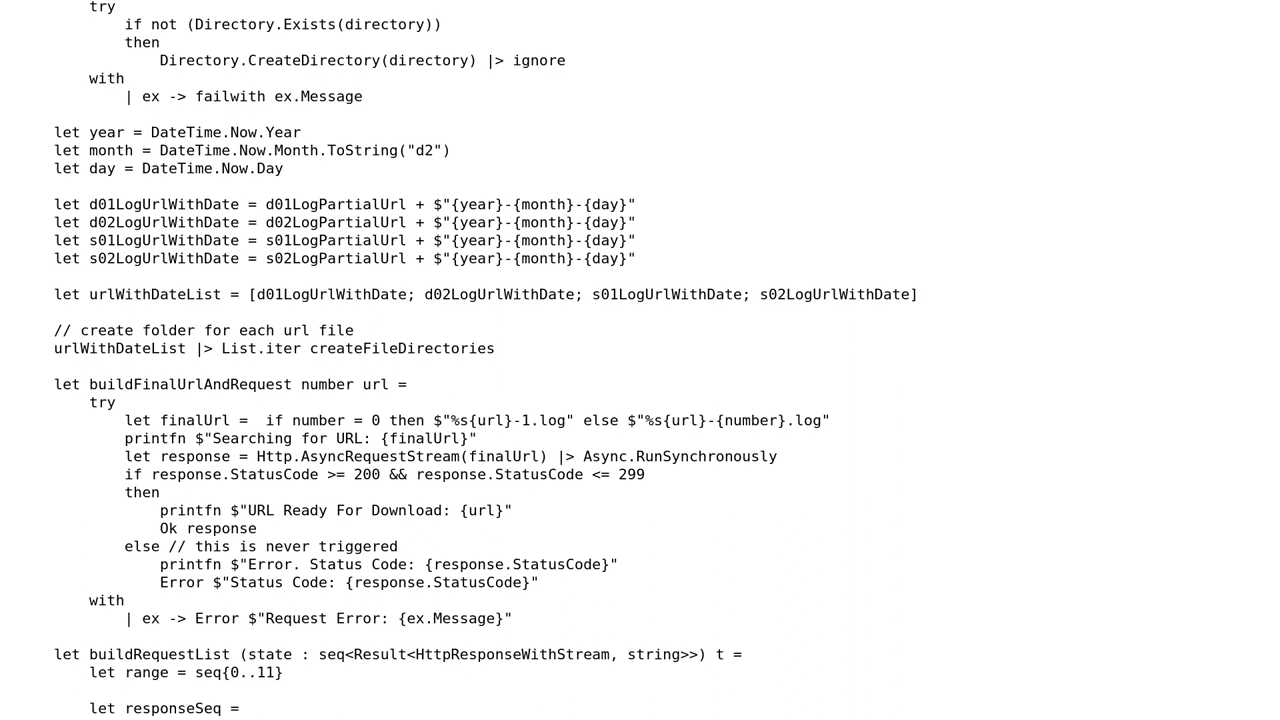 try
if not (Directory.Exists(directory))
then
Directory.CreateDirectory(directory) |> ignore
with
| ex -> failwith ex.Message
let year = DateTime.Now.Year
let month = DateTime.Now.Month.ToString("d2")
let day = DateTime.Now.Day
let d01LogUrlWithDate = d01LogPartialUrl + $"{year}-{month}-{day}"
let d02LogUrlWithDate = d02LogPartialUrl + $"{year}-{month}-{day}"
let s01LogUrlWithDate = s01LogPartialUrl + $"{year}-{month}-{day}"
let s02LogUrlWithDate = s02LogPartialUrl + $"{year}-{month}-{day}"
let urlWithDateList = [d01LogUrlWithDate; d02LogUrlWithDate; s01LogUrlWithDate; s02LogUrlWithDate]
// create folder for each url file
urlWithDateList |> List.iter createFileDirectories
let buildFinalUrlAndRequest number url =
try
let finalUrl =  if number = 0 then $"%s{url}-1.log" else $"%s{url}-{number}.log"
printfn $"Searching for URL: {finalUrl}"
let response = Http.AsyncRequestStream(finalUrl) |> Async.RunSynchronously
if response.StatusCode >= 200 && response.StatusCode <= 299
then
printfn $"URL Ready For Download: {url}"
Ok response
else // this is never triggered
printfn $"Error. Status Code: {response.StatusCode}"
Error $"Status Code: {response.StatusCode}"
with
| ex -> Error $"Request Error: {ex.Message}"
let buildRequestList (state : seq<Result<HttpResponseWithStream, string>>) t =
let range = seq{0..11}
let responseSeq =